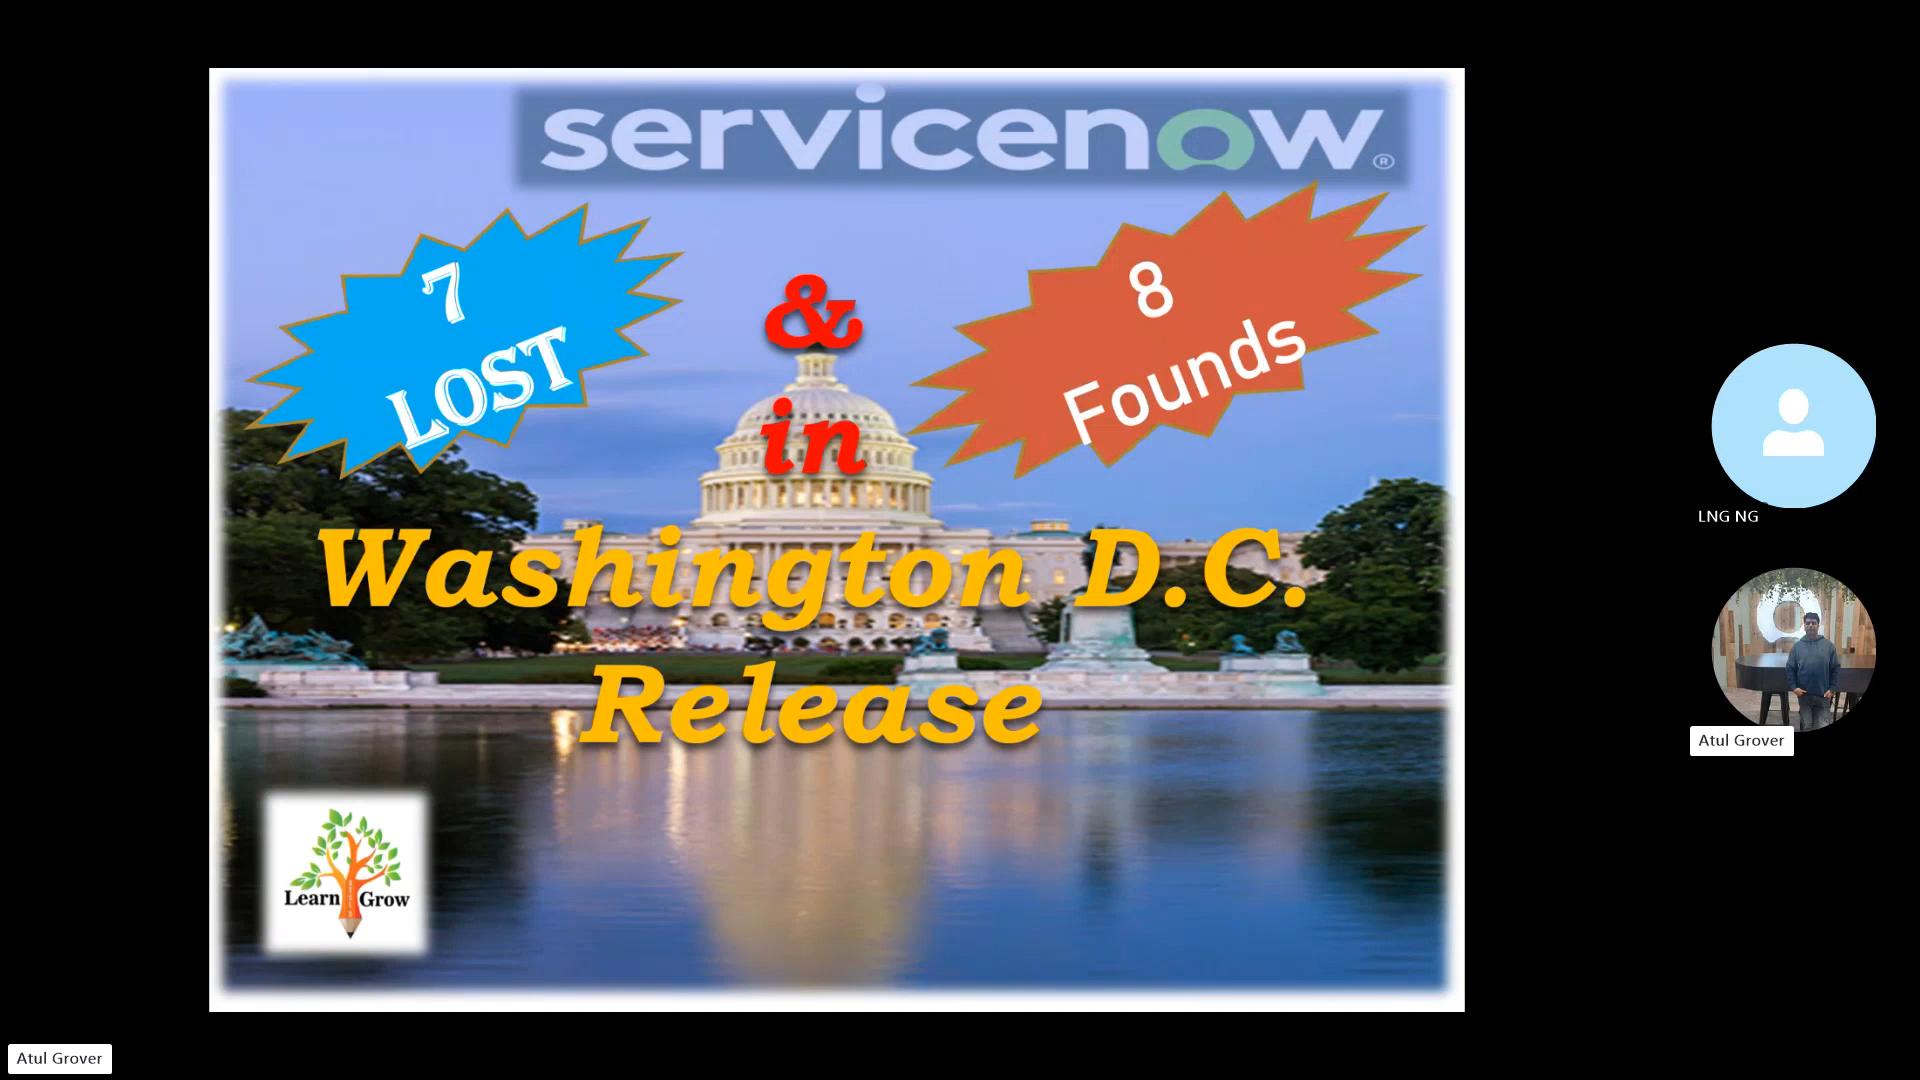 servicenow®
7
LOST
&
in
8
Founds
Washington D.C.
Release
Learn Grow
LNG NG
Atul Grover
Atul Grover